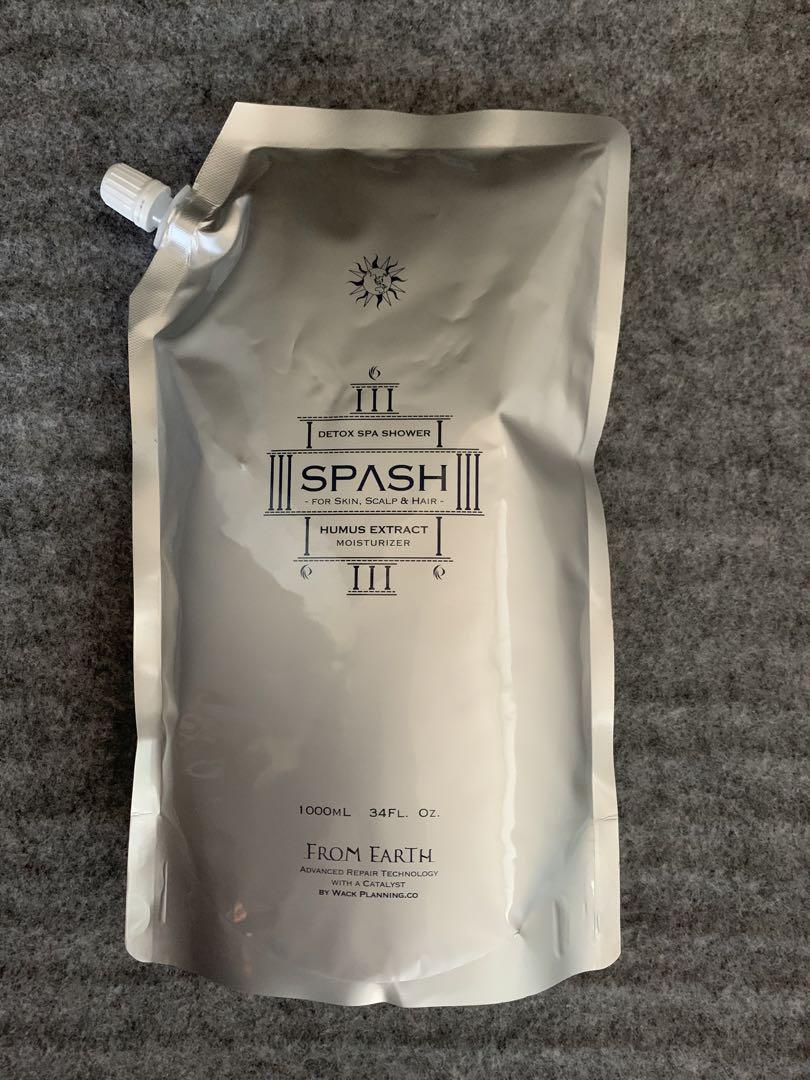 DETOX SPA SHOWER
SPASH
- FOR SKIN, SCALP & HAIR -
HUMUS EXTRACT
MOISTURIZER
1000ML 34FL. OZ.
FROM EARTH
ADVANCED REPAIR TECHNOLOGY
WITH A CATALYST
BY WACK PLANNING.CO